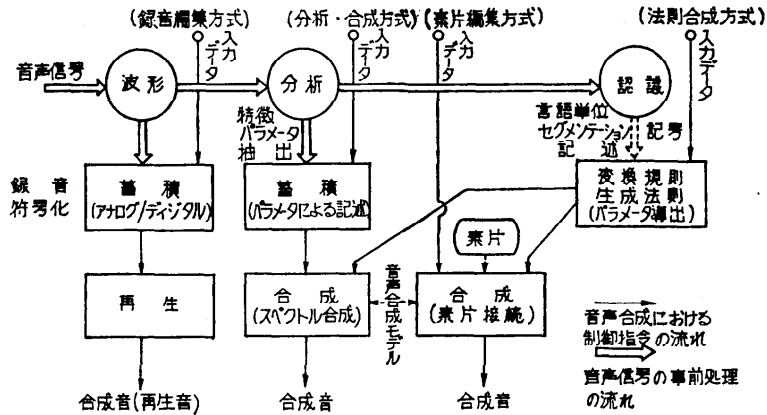 (録音編集方式)
(分析・合成方式)
(素片編集方式)
(法則合成方式)
入力データ
入力データ
入力データ
入力データ
音声信号
波形
分析
認識
特徴
パラメータ
抽出
言語単位
セグメンテーション
記述
記号
録音
符号化
蓄積
(アナログ/ディジタル)
蓄積
(パラメタによる記述)
変換規則
生成法則
(パラメータ導出)
素片
再生
合成
(スペクトル合成)
音声合成モデル
合成
(素片接続)
音声合成における
制御指令の流れ
音声信号の事前処理
の流れ
合成音(再生音)
合成音
合成音